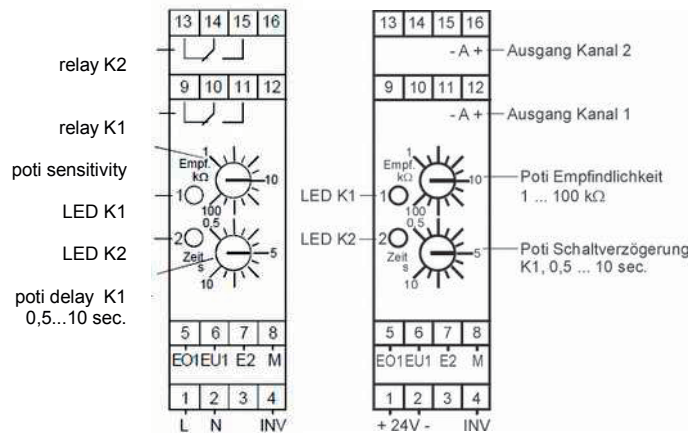 13 14 15 16
relay K2
9 10 11 12
relay K1
1
Empf.
kΩ
poti sensitivity
10
1
LED K1
100
0,5
2
LED K2
Zeit
s
5
poti delay K1
0,5...10 sec.
10
5 6 7 8
EO1 EU1 E2 M
1 2 3 4
L N INV
13 14 15 16
- A + Ausgang Kanal 2
9 10 11 12
- A + Ausgang Kanal 1
1
Empf.
kΩ
10
Poti Empfindlichkeit
1 ... 100 kΩ
LED K1 1
100
0,5
LED K2 2
Zeit
s
5
Poti Schaltverzögerung
K1, 0,5 ... 10 sec.
10
5 6 7 8
EO1 EU1 E2 M
1 2 3 4
+ 24V - INV